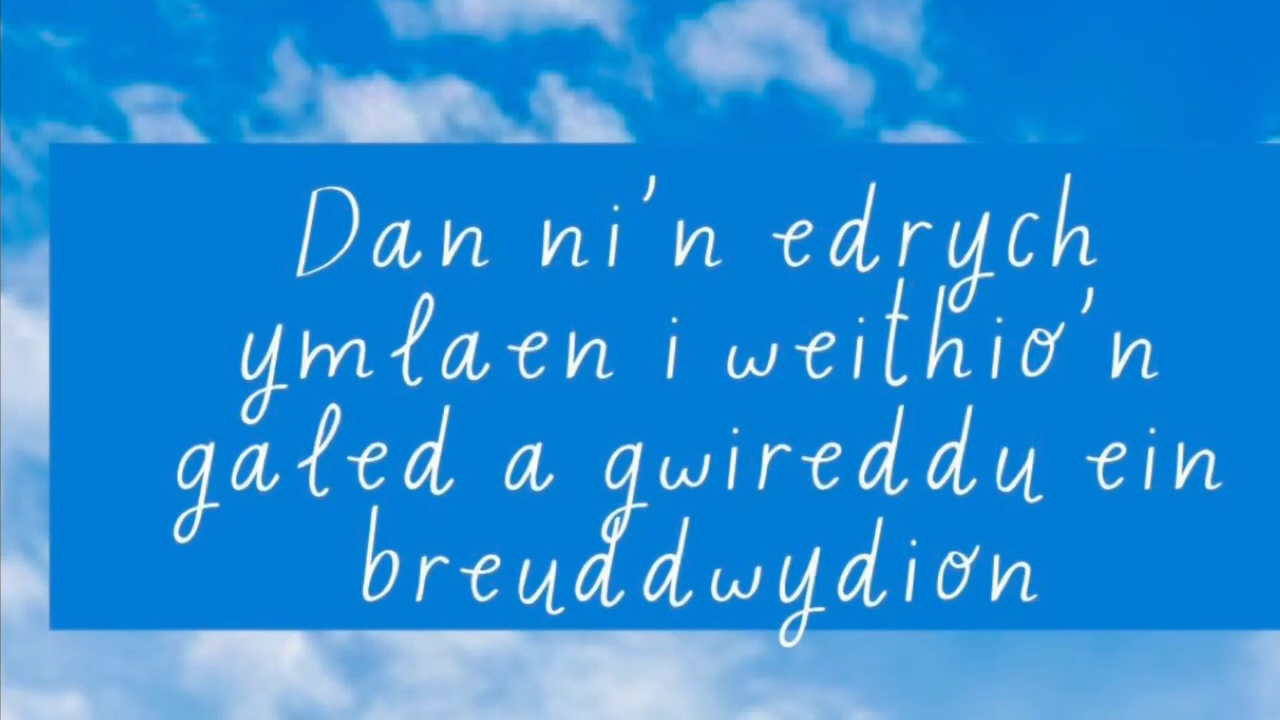 Dan ni'n edrych
ymlaen i weithio'n
galed a gwireddu ein
breuddwydion